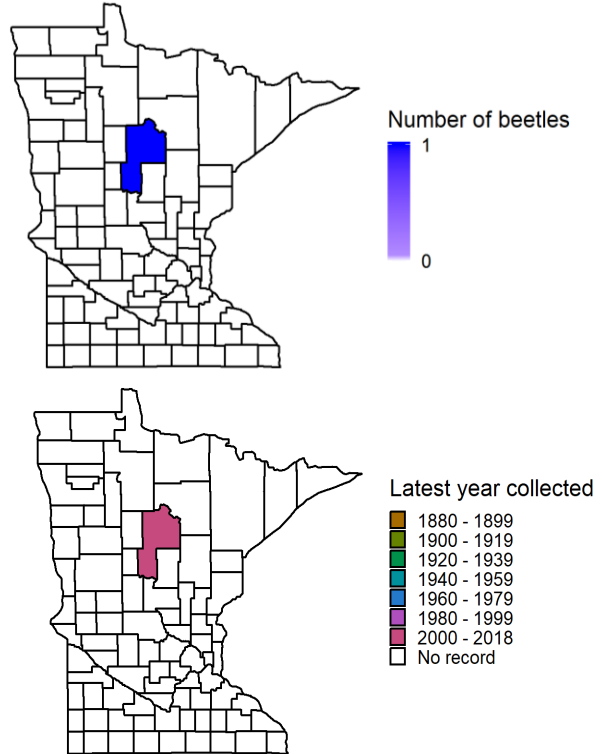 Number of beetles
1
0
Latest year collected
1880 - 1899
1900 - 1919
1920 - 1939
1940 - 1959
1960 - 1979
1980 - 1999
2000 - 2018
No record